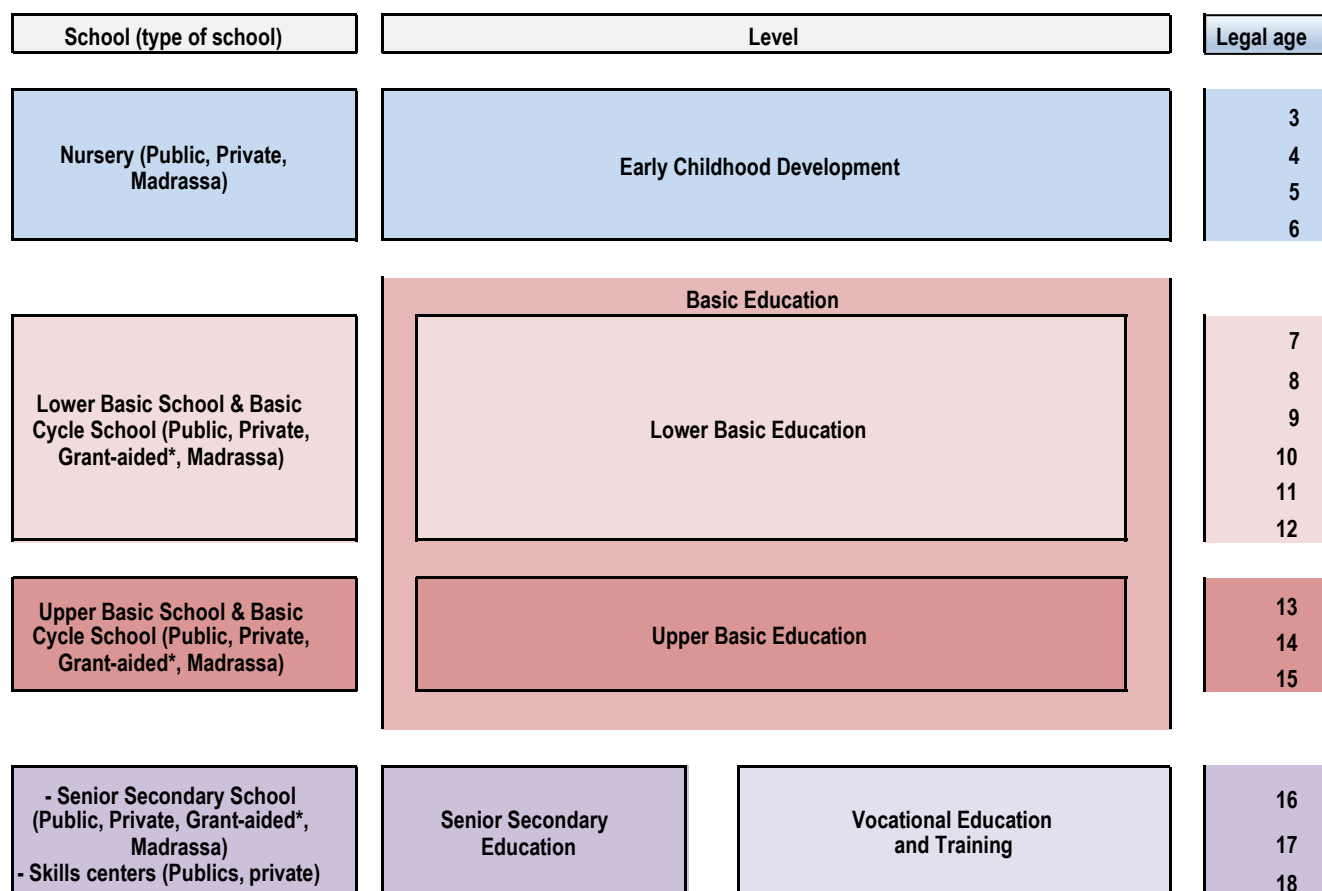 School (type of school)
Level
Legal age
Nursery (Public, Private,
Madrassa)
Early Childhood Development
3
4
5
6
Basic Education
Lower Basic School & Basic
Cycle School (Public, Private,
Grant-aided*, Madrassa)
Lower Basic Education
7
8
9
10
11
12
Upper Basic School & Basic
Cycle School (Public, Private,
Grant-aided*, Madrassa)
Upper Basic Education
13
14
15
- Senior Secondary School
(Public, Private, Grant-aided*,
Madrassa)
- Skills centers (Publics, private)
Senior Secondary
Education
Vocational Education
and Training
16
17
18